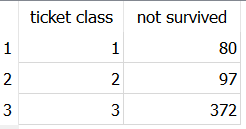 ticket class not survived
1 1 80
2 2 97
3 3 372